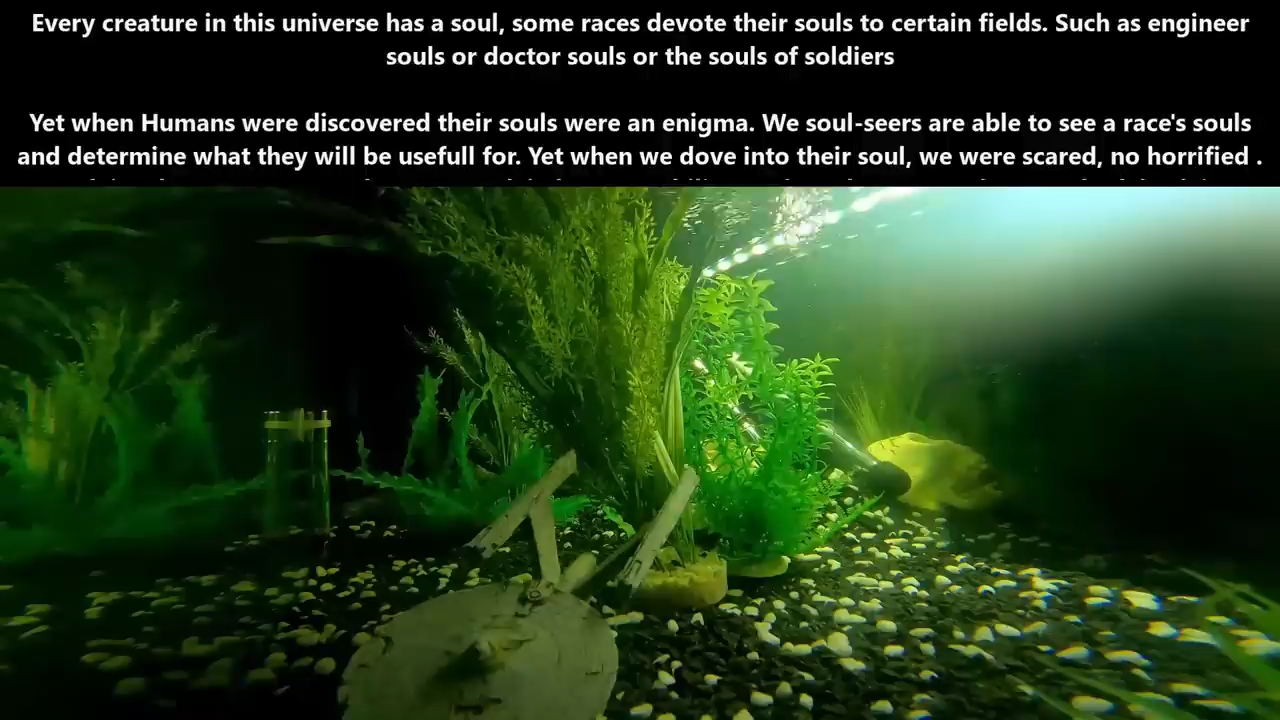 Every creature in this universe has a soul, some races devote their souls to certain fields. Such as engineer
souls or doctor souls or the souls of soldiers
Yet when Humans were discovered their souls were an enigma. We soul-seers are able to see a race's souls
and determine what they will be usefull for. Yet when we dove into their soul, we were scared, no horrified .